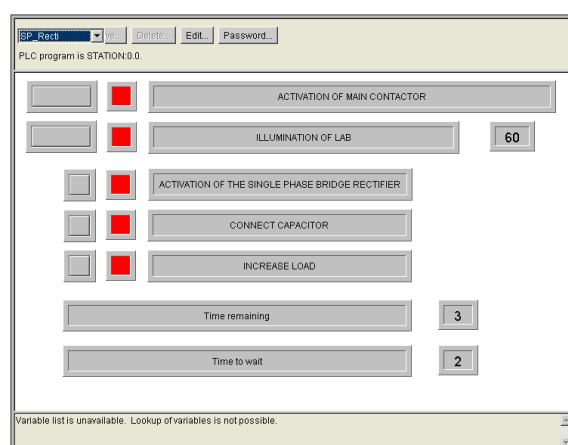 SP_Recti Delete... Edit... Password...
PLC program is STATION:0.0.
ACTIVATION OF MAIN CONTACTOR
ILLUMINATION OF LAB 60
ACTIVATION OF THE SINGLE PHASE BRIDGE RECTIFIER
CONNECT CAPACITOR
INCREASE LOAD
Time remaining 3
Time to wait 2
Variable list is unavailable. Lookup of variables is not possible.